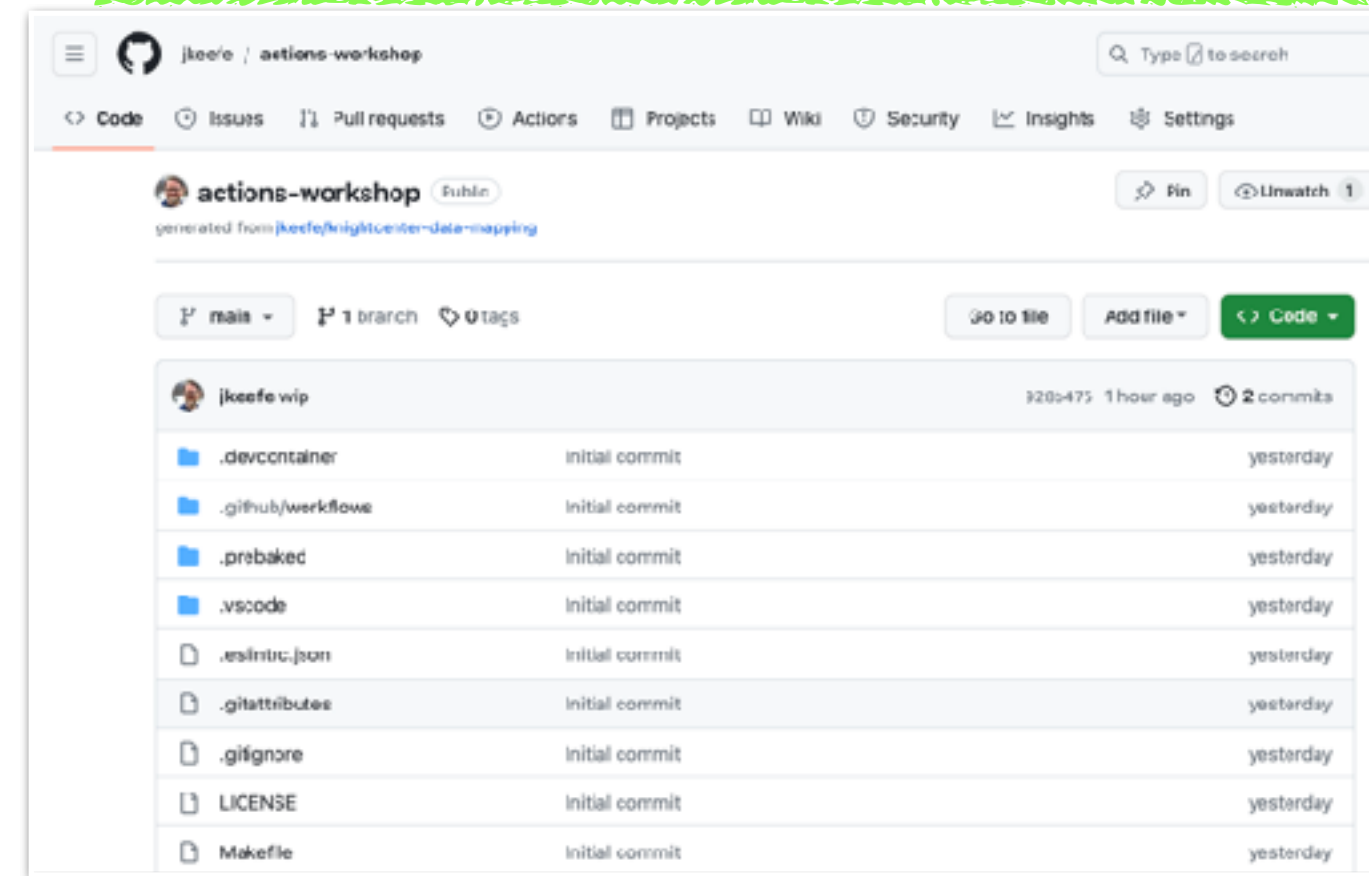 jkeefe / actions-workshop Type / to search
Code Issues Pull requests Actions Projects Wiki Security Insights Settings
actions-workshop Public Pin Unwatch 1
generated from jkeefe/knightcenter-data-mapping
main 1 branch 0 tags Go to file Add file Code
jkeefe wip 1 hour ago 2 commits
.devcontainer Initial commit yesterday
.github/workflows Initial commit yesterday
.prebaked Initial commit yesterday
.vscode Initial commit yesterday
.eslintrc.json Initial commit yesterday
.gitattributes Initial commit yesterday
.gitignore Initial commit yesterday
LICENSE Initial commit yesterday
Makefile Initial commit yesterday